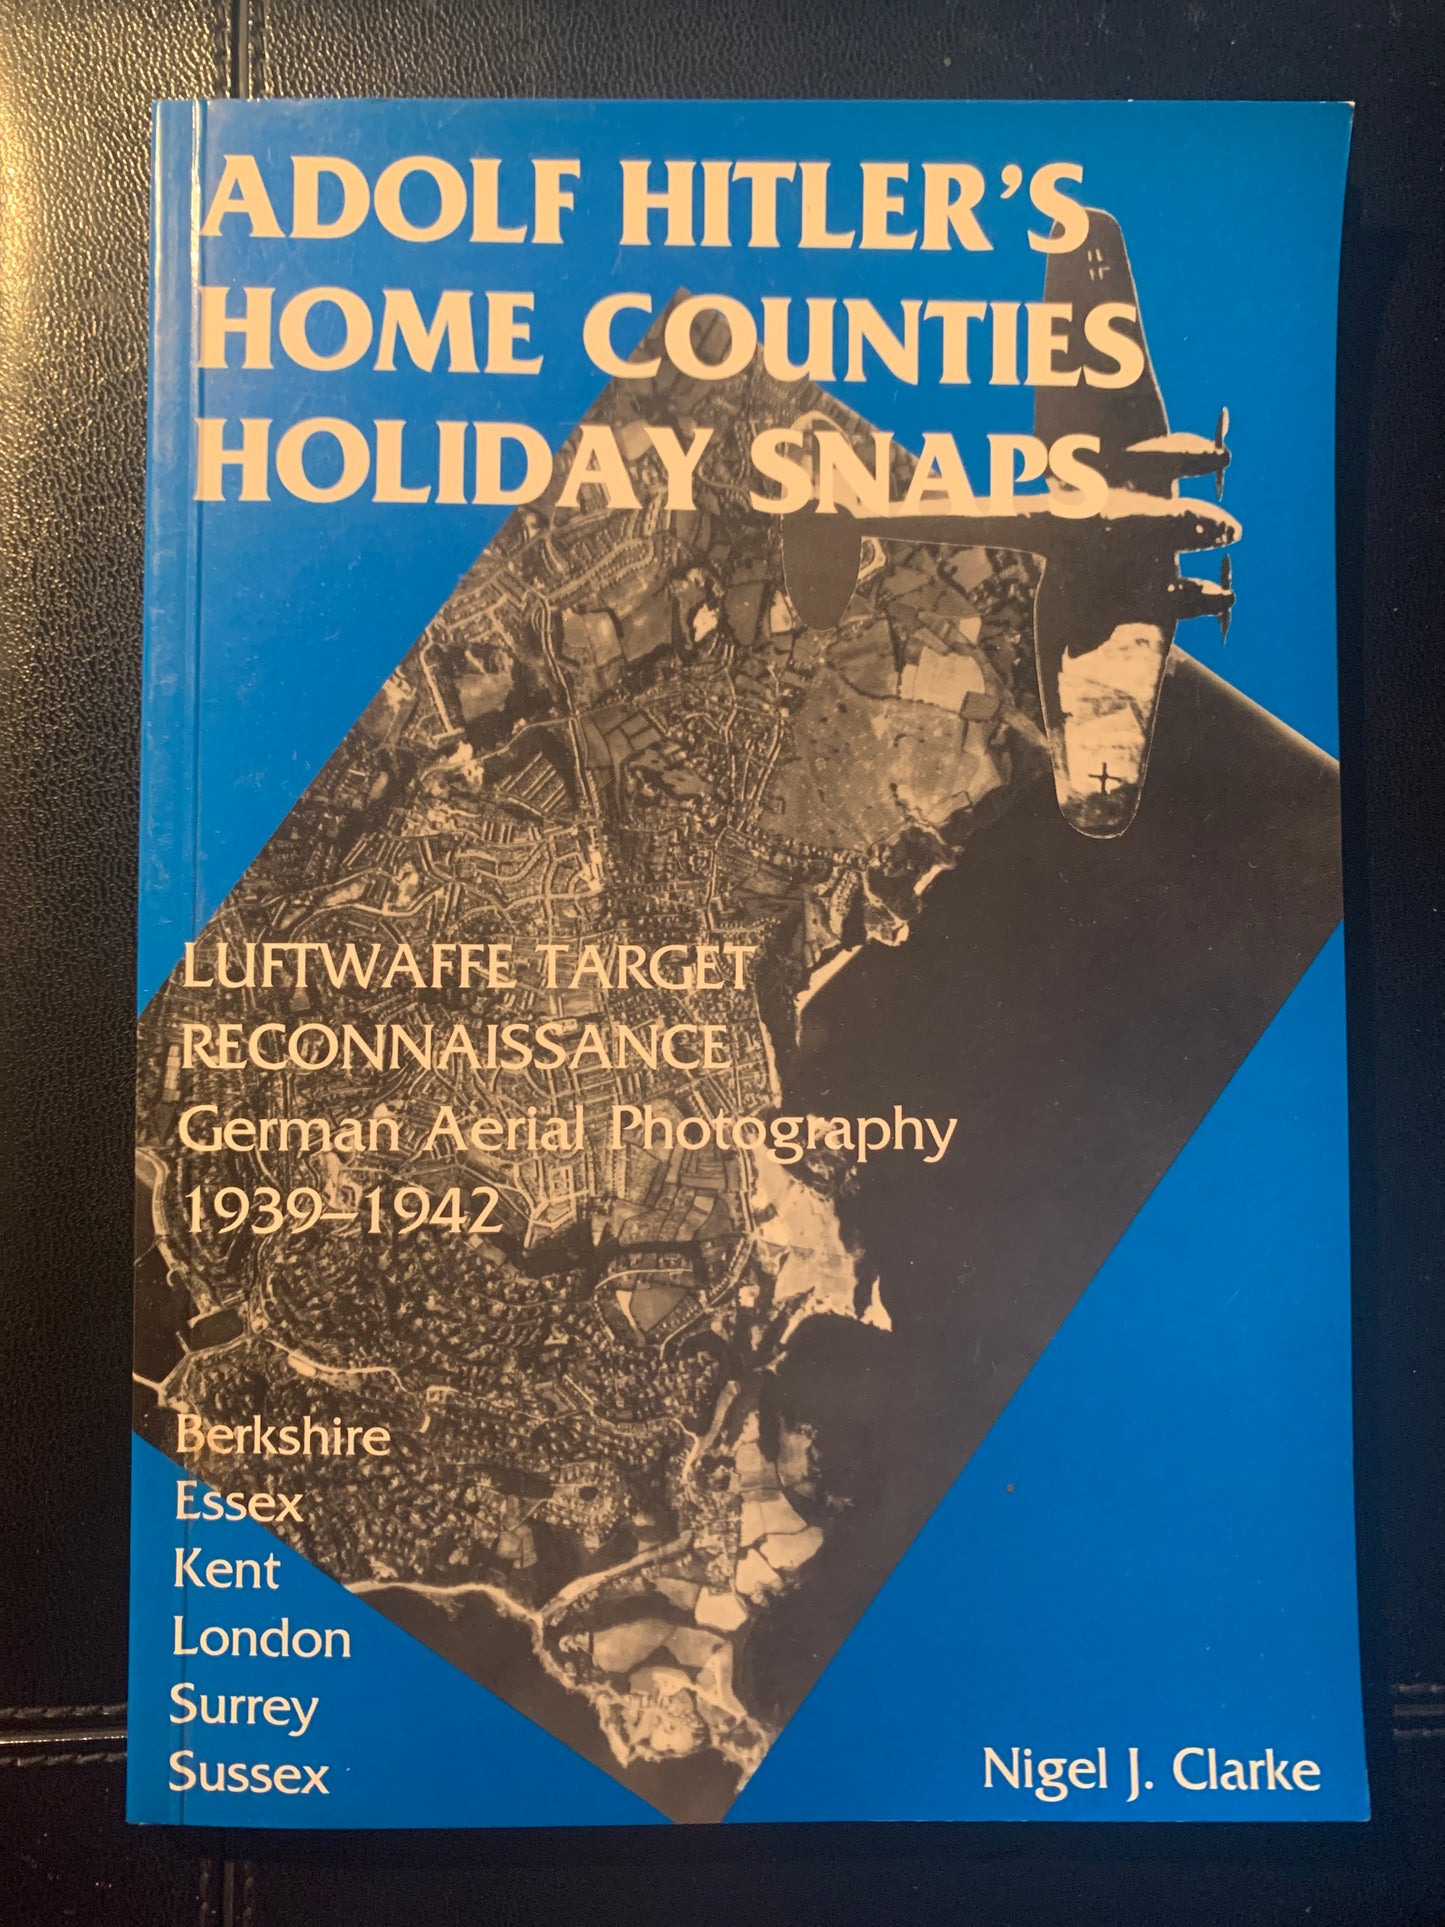 ADOLF HITLER'S
HOME COUNTIES
HOLIDAY SNAPS
LUFTWAFFE TARGET
RECONNAISSANCE
German Aerial Photography
1939–1942
Berkshire
Essex
Kent
London
Surrey
Sussex
Nigel J. Clarke